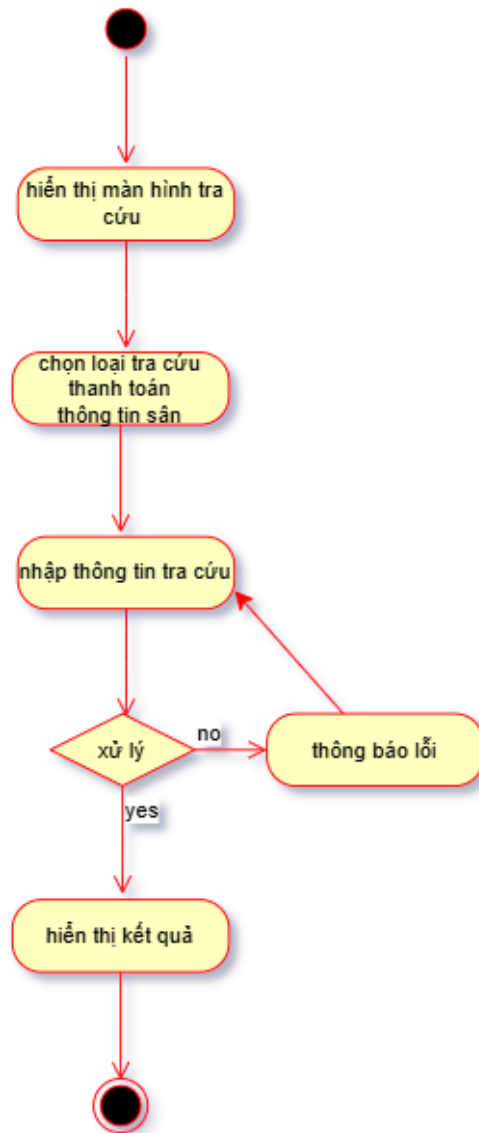 hiển thị màn hình tra
cứu
chọn loại tra cứu
thanh toán
thông tin sân
nhập thông tin tra cứu
xử lý
no
thông báo lỗi
yes
hiển thị kết quả